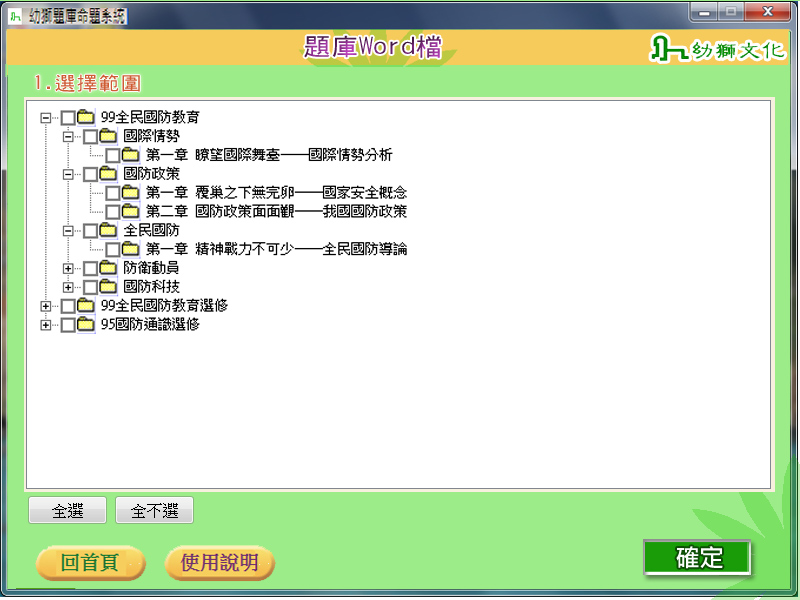 幼獅題庫命題系統
題庫Word檔
幼獅文化
1.選擇範圍
99全民國防教育
國際情勢
第一章 瞭望國際舞臺──國際情勢分析
國防政策
第一章 覆巢之下無完卵──國家安全概念
第二章 國防政策面面觀──我國國防政策
全民國防
第一章 精神戰力不可少──全民國防導論
防衛動員
國防科技
99全民國防教育選修
95國防通識選修
全選 全不選
回首頁 使用說明 確定